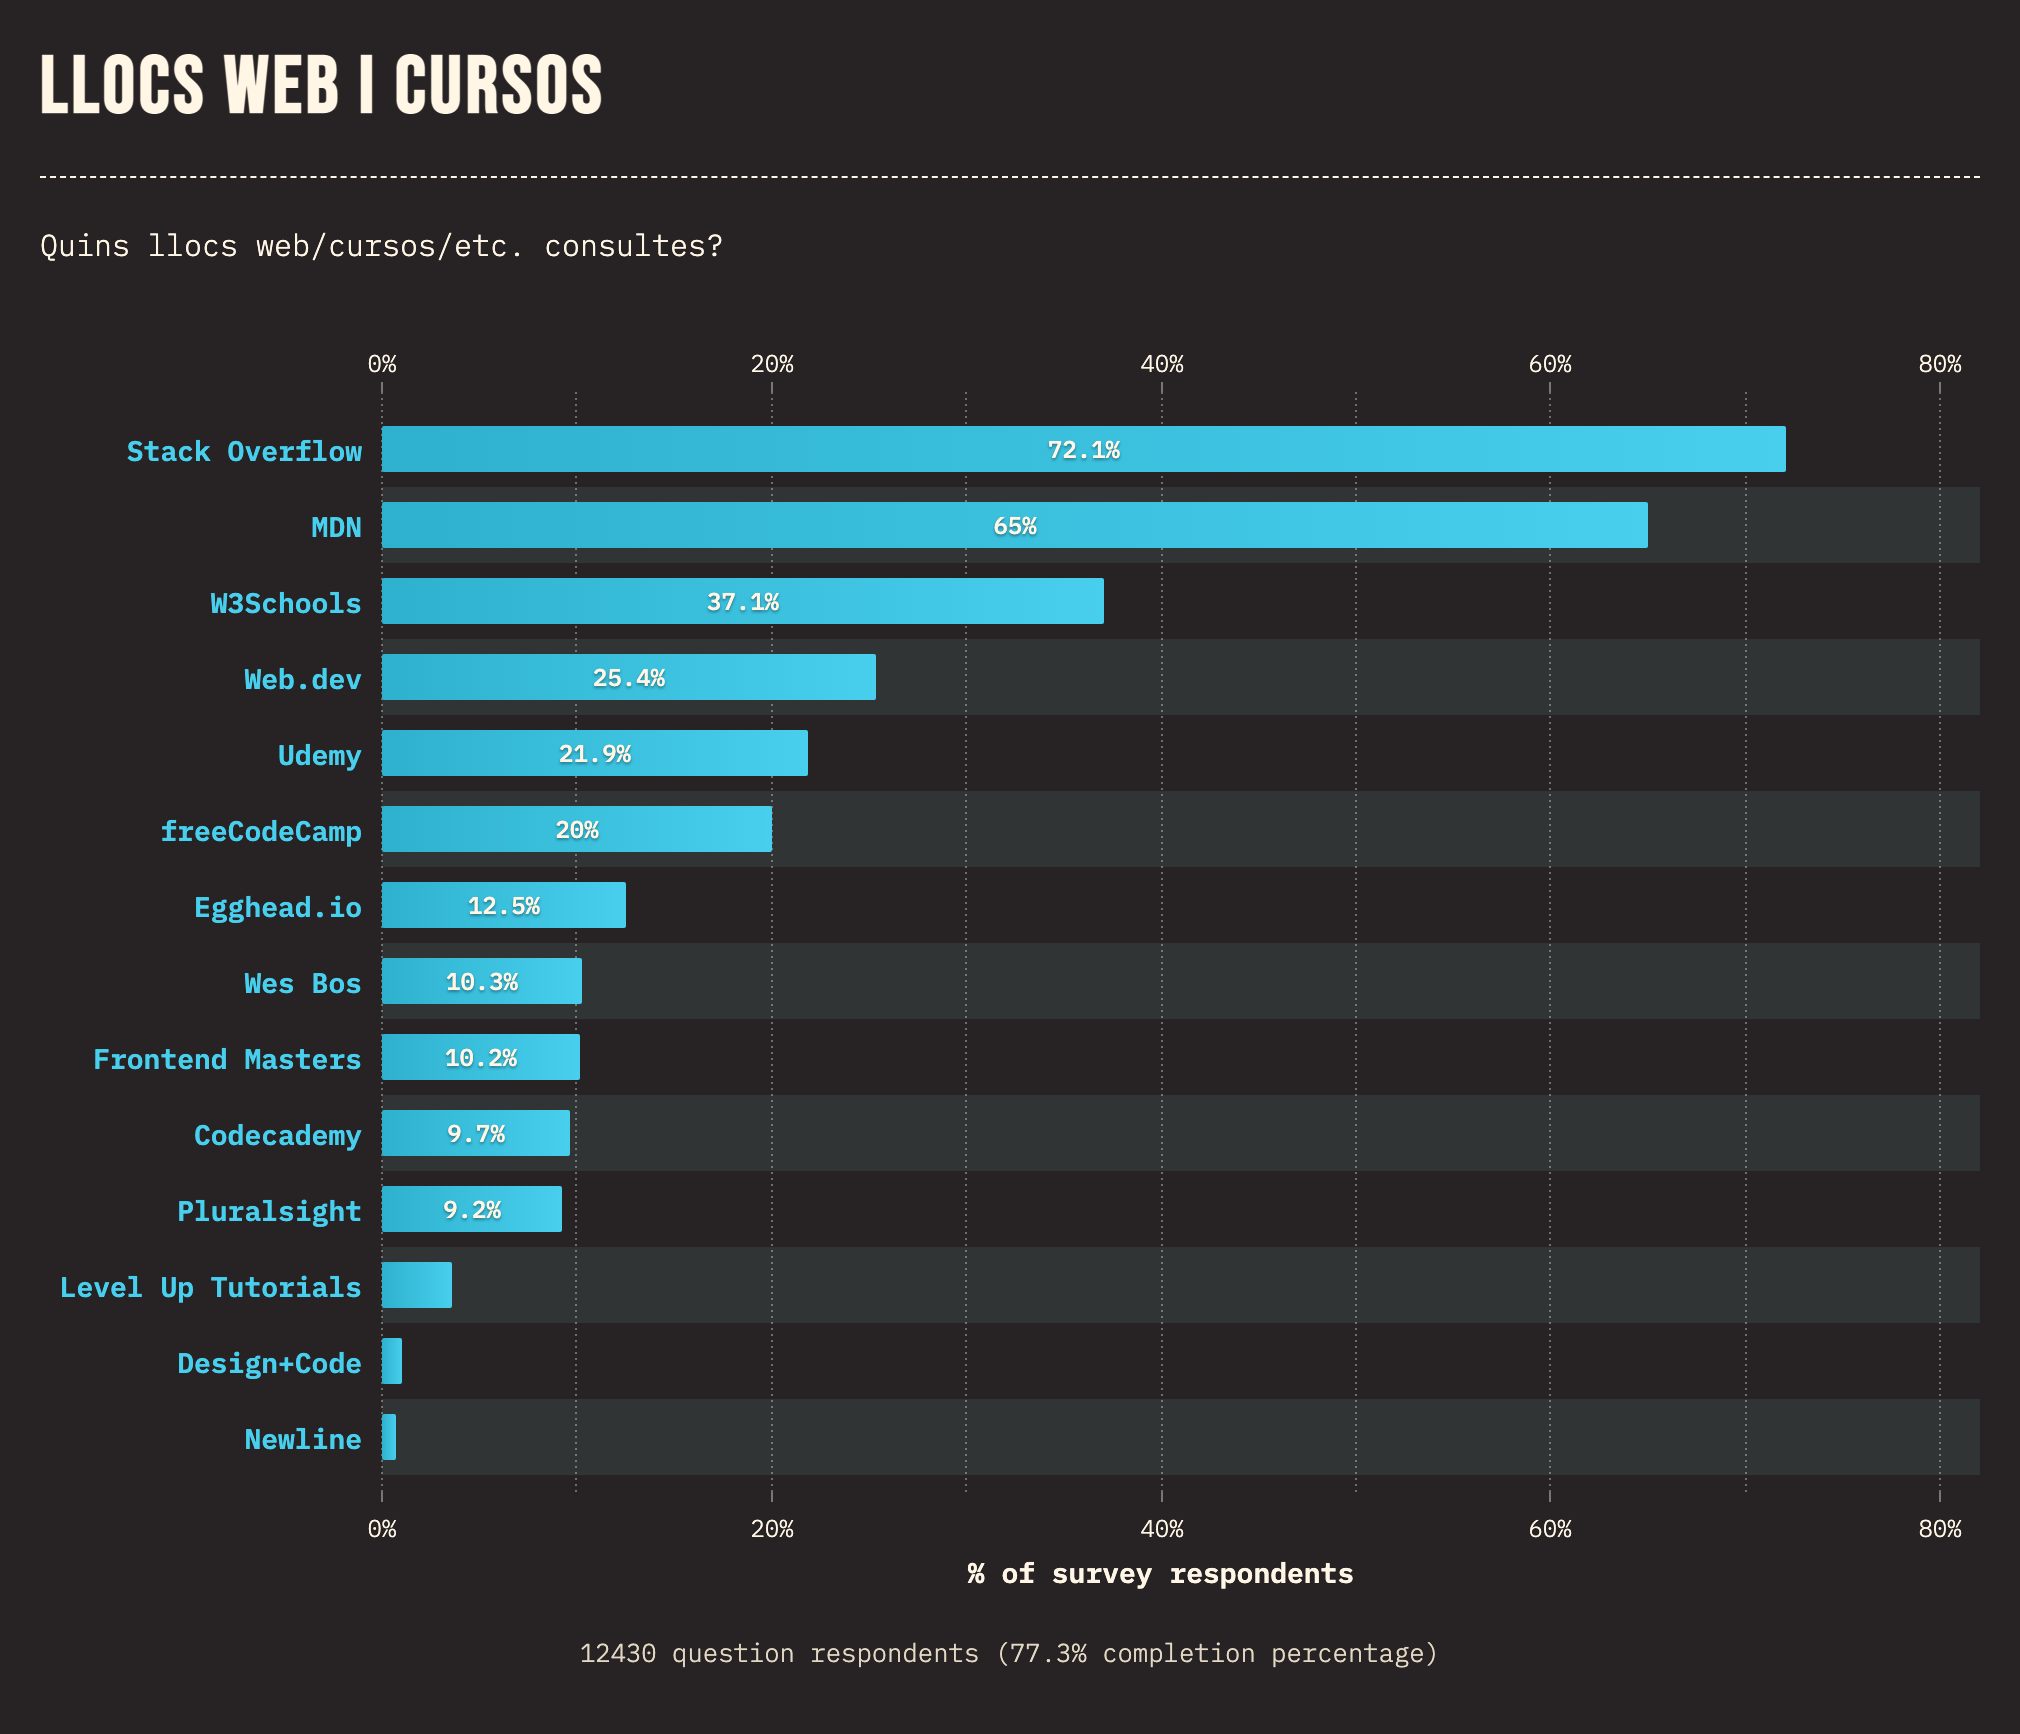 LLOCS WEB I CURSOS
Quins llocs web/cursos/etc. consultes?
0% 20% 40% 60% 80%
Stack Overflow 72.1%
MDN 65%
W3Schools 37.1%
Web.dev 25.4%
Udemy 21.9%
freeCodeCamp 20%
Egghead.io 12.5%
Wes Bos 10.3%
Frontend Masters 10.2%
Codecademy 9.7%
Pluralsight 9.2%
Level Up Tutorials
Design+Code
Newline
0% 20% 40% 60% 80%
% of survey respondents
12430 question respondents (77.3% completion percentage)